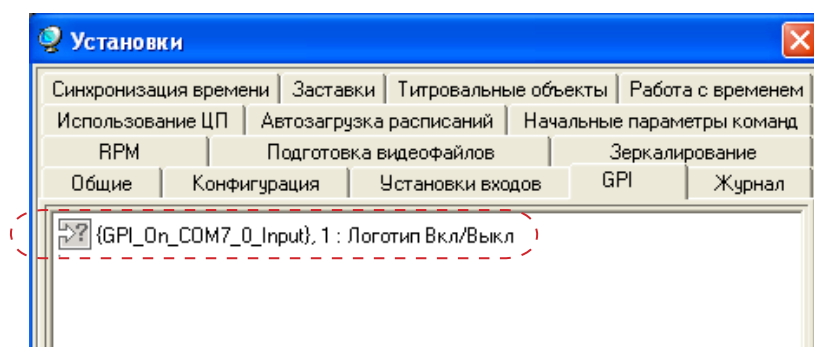 Установки
Синхронизация времени Заставки Титровальные объекты Работа с временем
Использование ЦП Автозагрузка расписаний Начальные параметры команд
RPM Подготовка видеофайлов Зеркалирование
Общие Конфигурация Установки входов GPI Журнал
{GPI_On_COM7_0_Input}, 1 : Логотип Вкл/Выкл